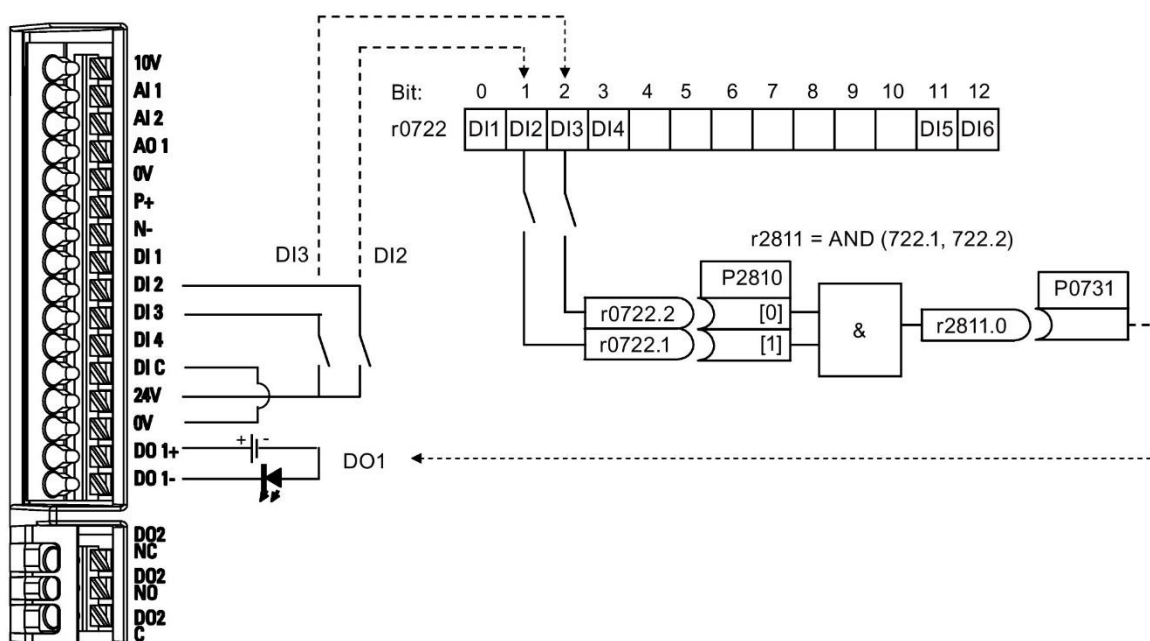 10V
AI 1
AI 2
AO 1
0V
P+
N-
DI 1
DI 2
DI 3
DI 4
DI C
24V
0V
DO 1+
DO 1-
DO2
NC
DO2
NO
DO2
C
DI3 DI2
+ -
DO1
Bit: 0 1 2 3 4 5 6 7 8 9 10 11 12
r0722 DI1 DI2 DI3 DI4 DI5 DI6
r2811 = AND (722.1, 722.2)
P2810
r0722.2 [0]
r0722.1 [1]
&
r2811.0
P0731